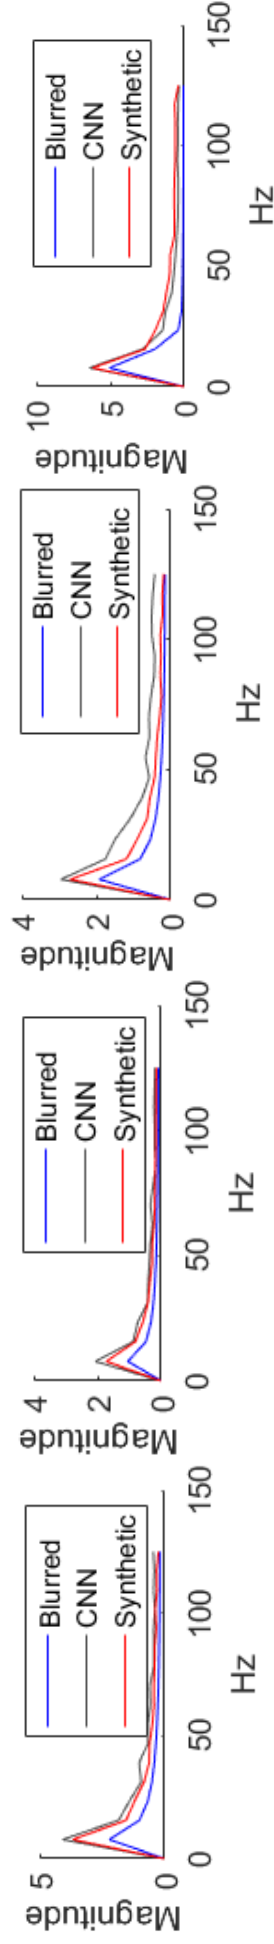 Magnitude
5
0
Blurred
CNN
Synthetic
0 50 100 150
Hz
Magnitude
4
2
0
Blurred
CNN
Synthetic
0 50 100 150
Hz
Magnitude
4
2
0
Blurred
CNN
Synthetic
0 50 100 150
Hz
Magnitude
10
5
0
Blurred
CNN
Synthetic
0 50 100 150
Hz